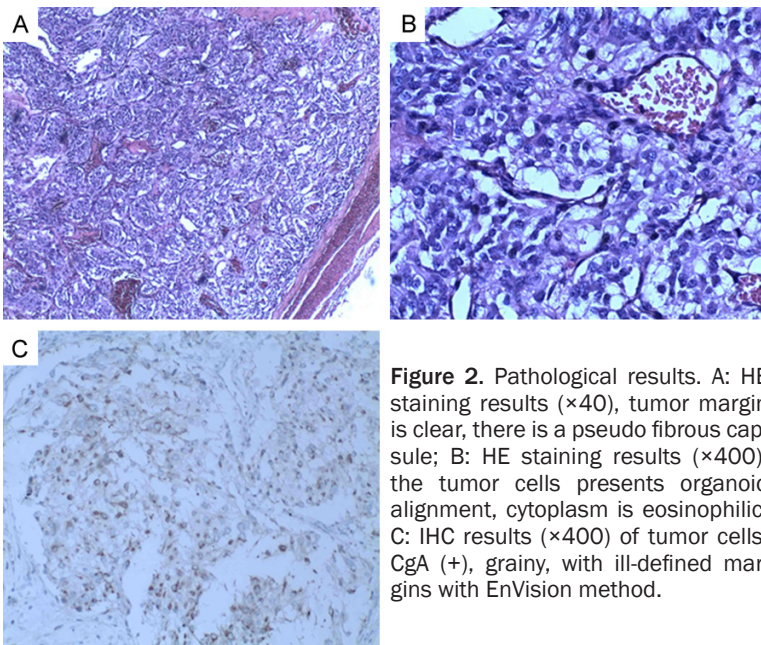 A
B
C
Figure 2. Pathological results. A: HE
staining results (×40), tumor margin
is clear, there is a pseudo fibrous cap-
sule; B: HE staining results (×400)
the tumor cells presents organoid
alignment, cytoplasm is eosinophilic
C: IHC results (×400) of tumor cells
CgA (+), grainy, with ill-defined mar-
gins with EnVision method.